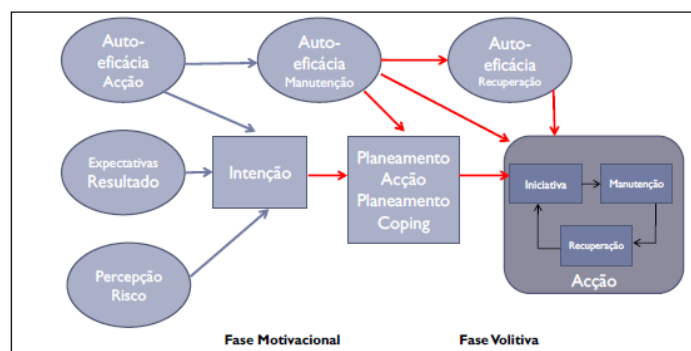 Auto-
eficácia
Acção
Auto-
eficácia
Manutenção
Auto-
eficácia
Recuperação
Expectativas
Resultado
Intenção
Planeamento
Acção
Planeamento
Coping
Iniciativa
Manutenção
Recuperação
Acção
Percepção
Risco
Fase Motivacional
Fase Volitiva